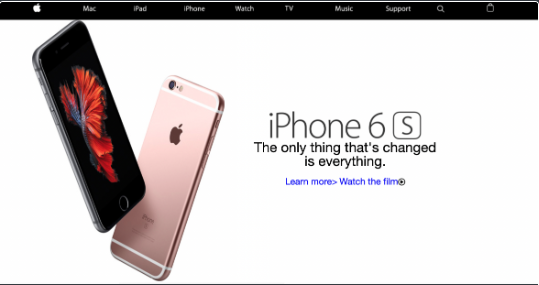 Mac iPad iPhone Watch TV Music Support
iPhone 6 S
The only thing that's changed
is everything.
Learn more> Watch the film
iPhone